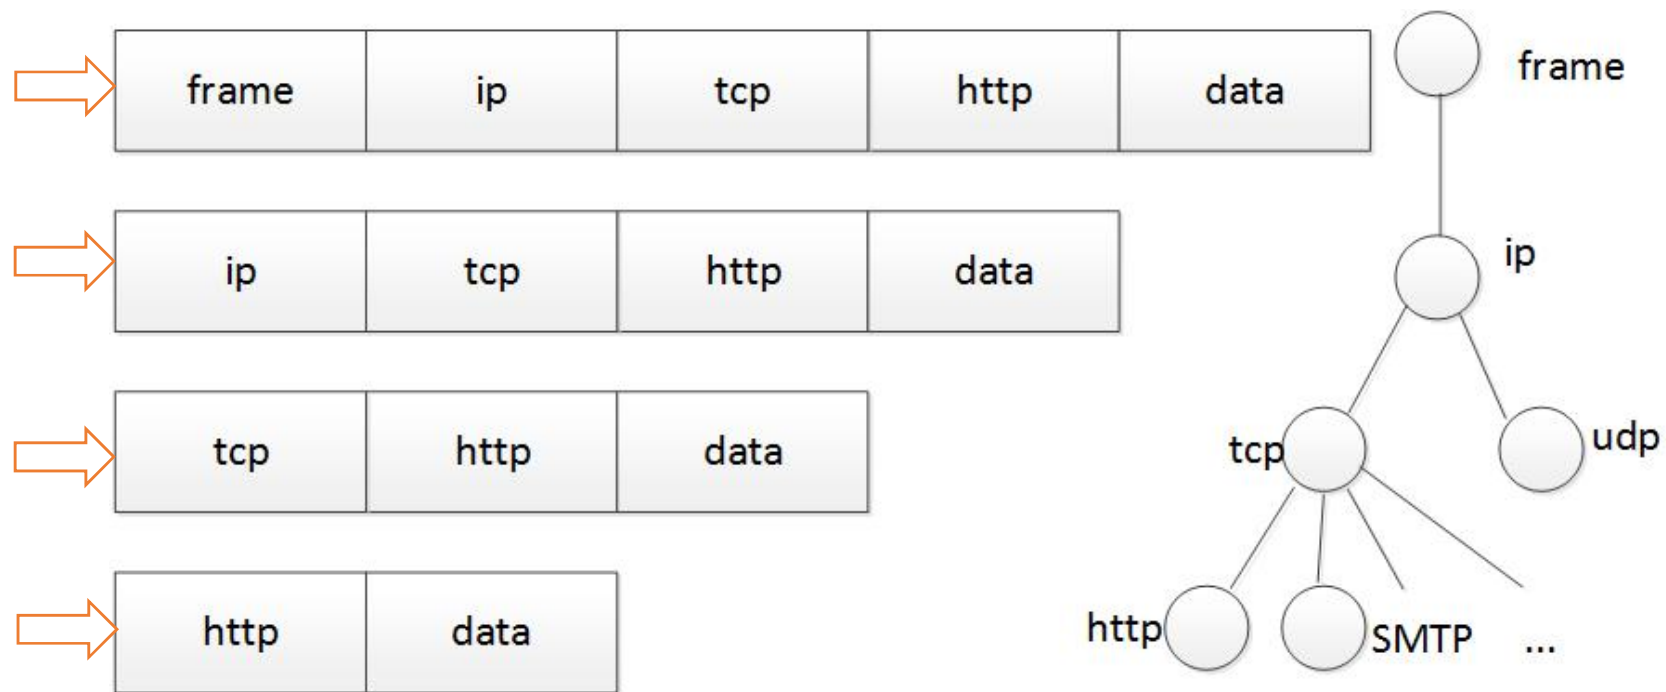 frame ip tcp http data
ip tcp http data
tcp http data
http data
frame
ip
tcp
udp
http
SMTP
...